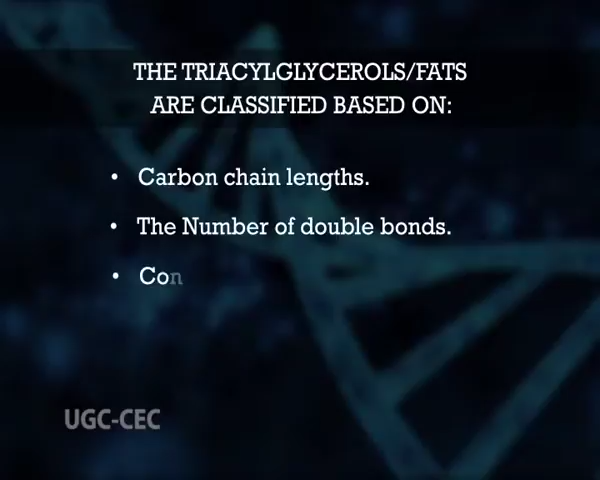 THE TRIACYLGLYCEROLS/FATS
ARE CLASSIFIED BASED ON:
• Carbon chain lengths.
• The Number of double bonds.
• Con
UGC-CEC